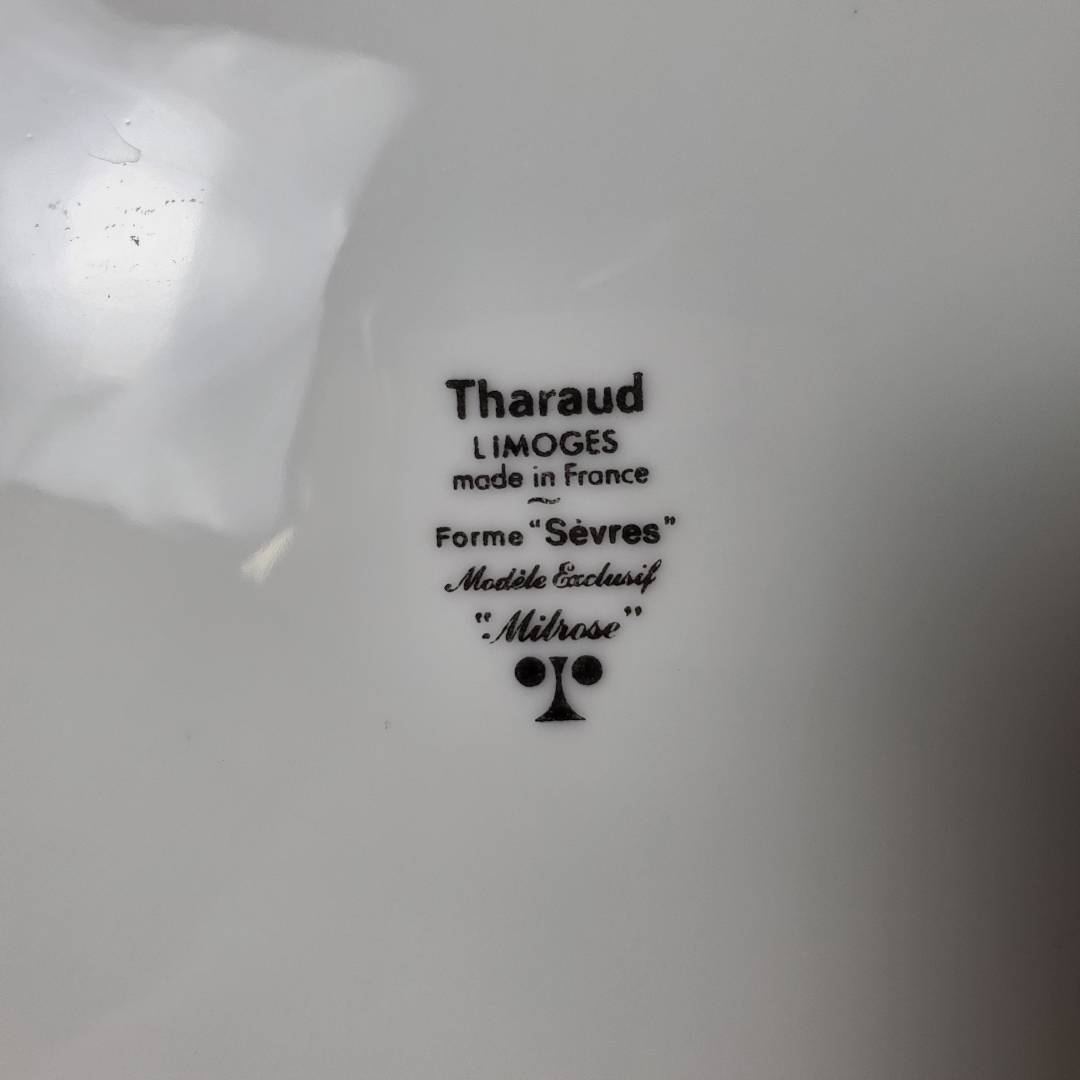 Tharaud
LIMOGES
made in France
~
Forme "Sèvres"
Modèle Exclusif
"Milrose"